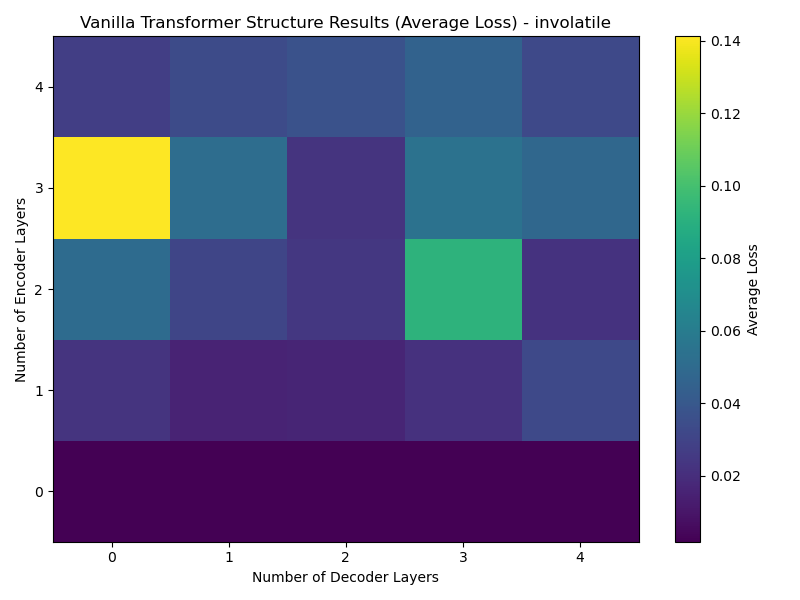 Vanilla Transformer Structure Results (Average Loss) - involatile
Number of Encoder Layers
4
3
2
1
0
0 1 2 3 4
Number of Decoder Layers
0.14
0.12
0.10
0.08
0.06
0.04
0.02
Average Loss